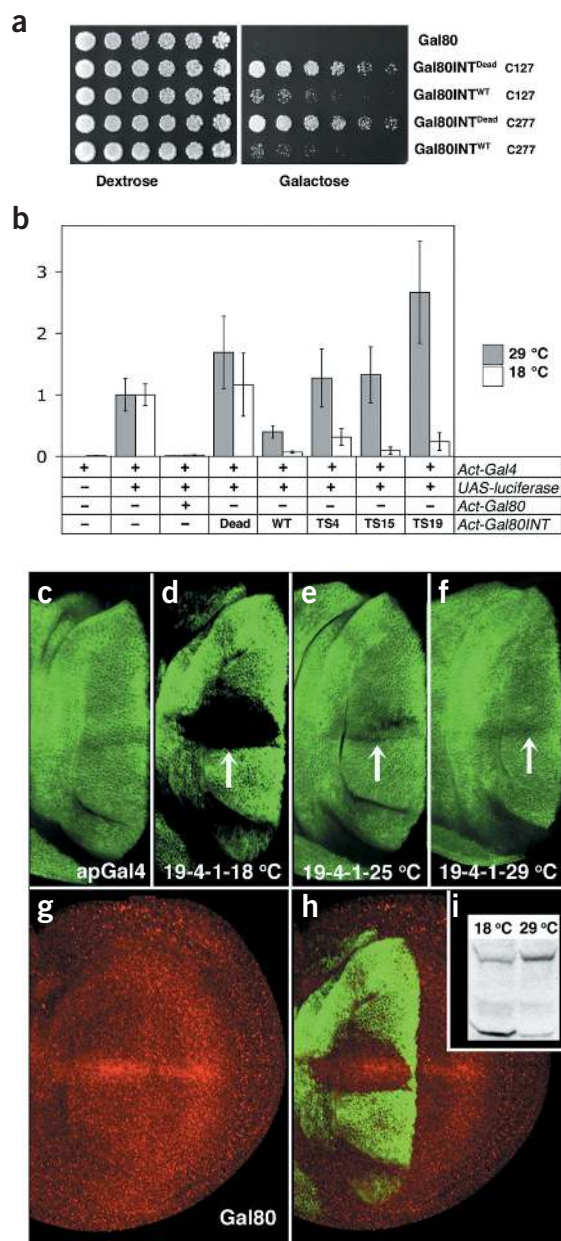 a
Gal80
Gal80INTDead C127
Gal80INTWT C127
Gal80INTDead C277
Gal80INTWT C277
Dextrose Galactose
b
3
2
1
0
29 °C
18 °C
+ + + + + + + + Act-Gal4
– + + + + + + + UAS-luciferase
– – + – – – – – Act-Gal80
– – – Dead WT TS4 TS15 TS19 Act-Gal80INT
c d e f
apGal4 19-4-1-18 °C 19-4-1-25 °C 19-4-1-29 °C
g h i
18 °C 29 °C
Gal80